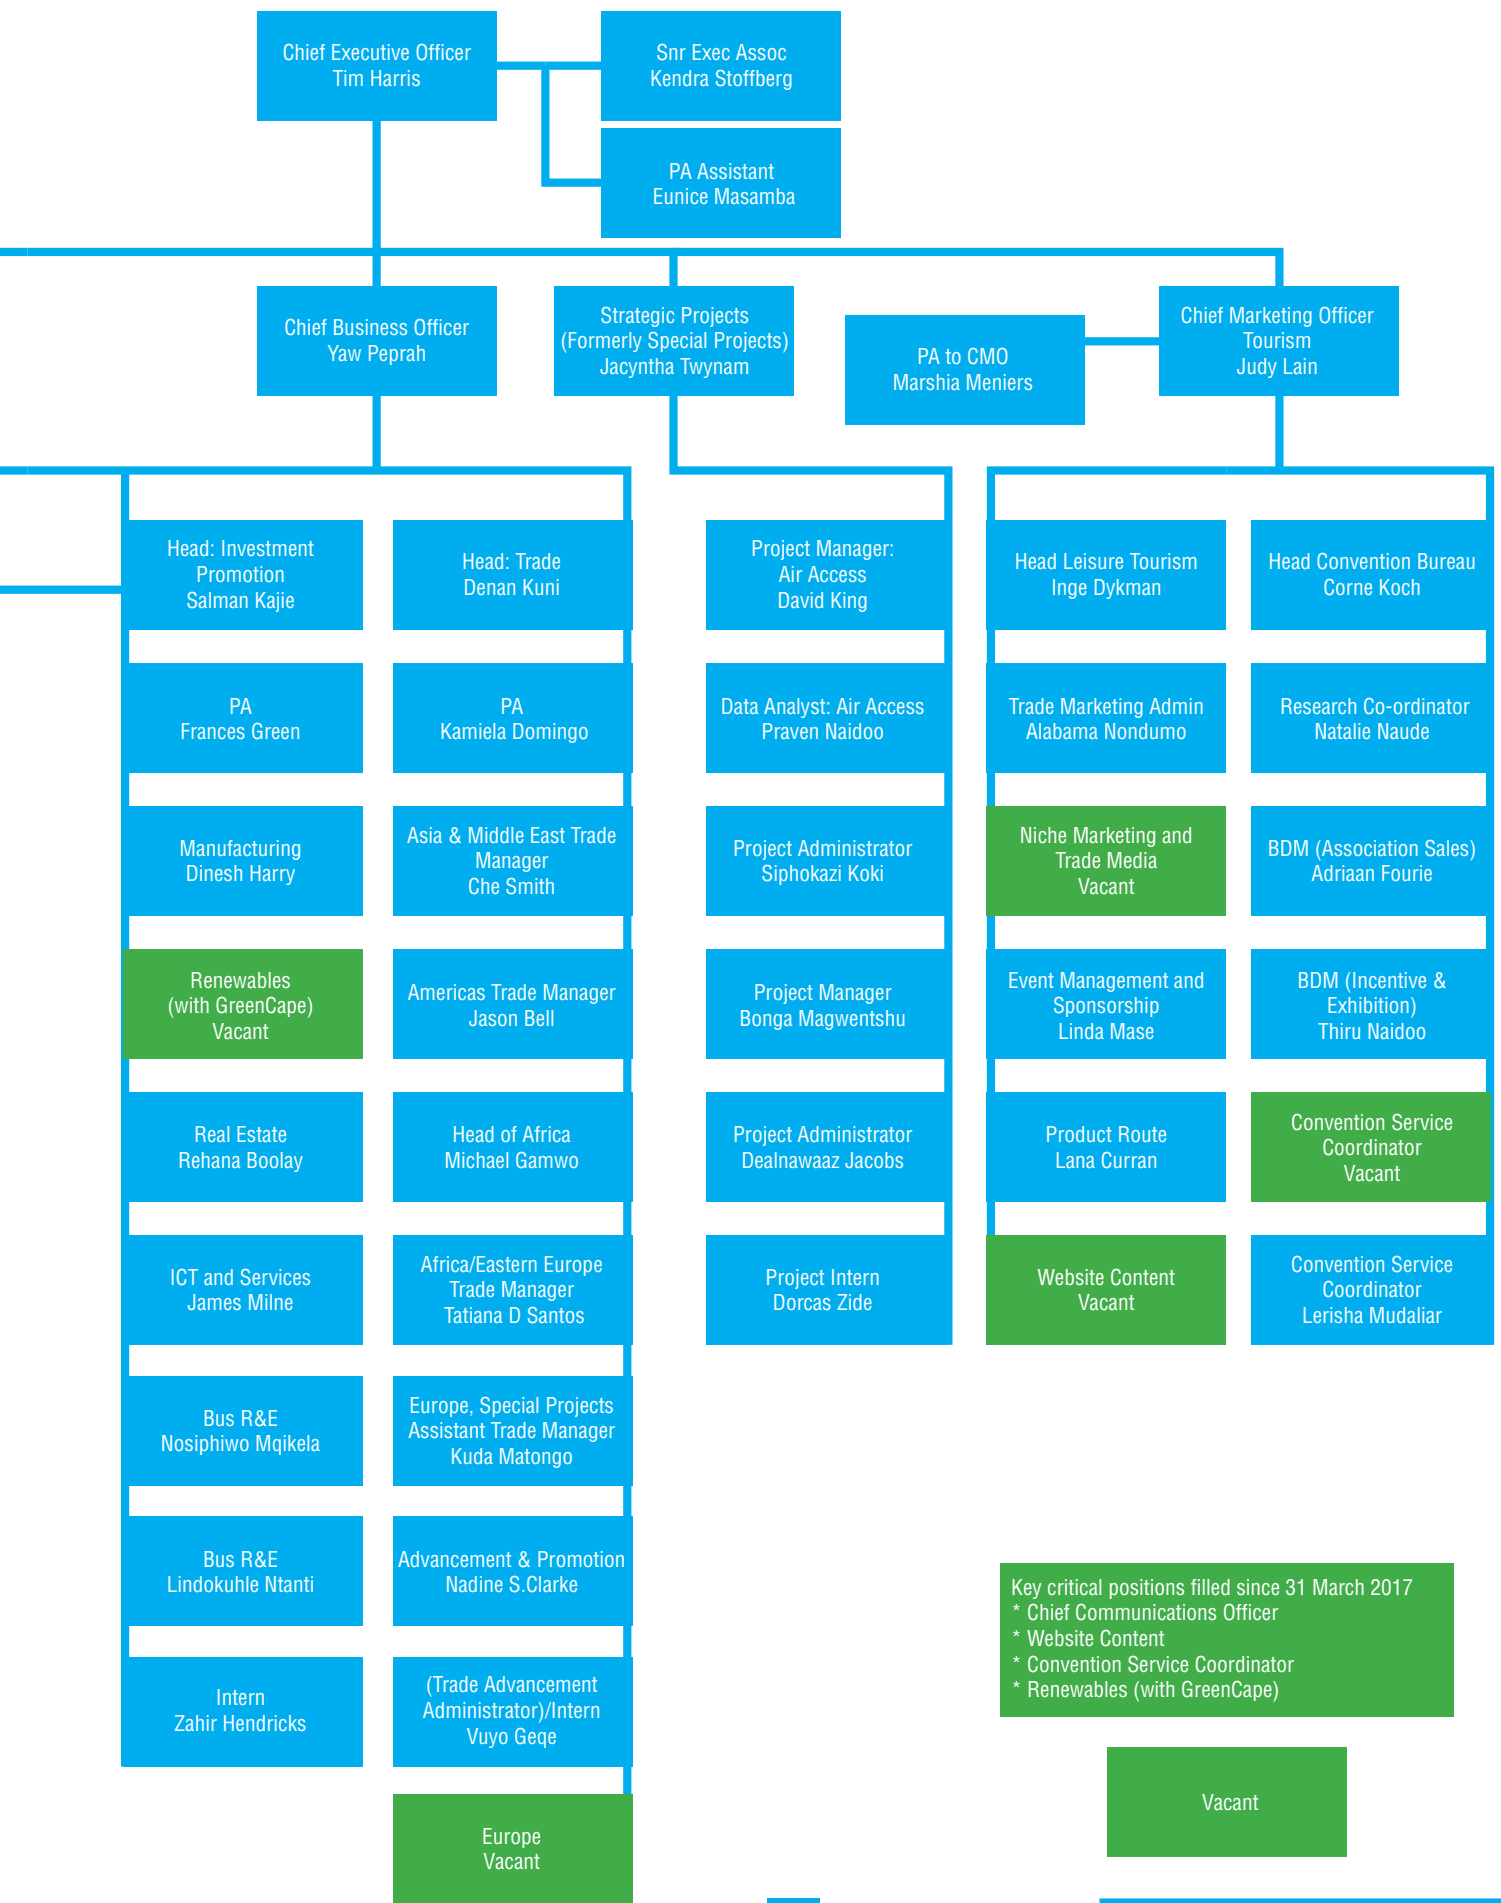 Chief Executive Officer
Tim Harris
Snr Exec Assoc
Kendra Stoffberg
PA Assistant
Eunice Masamba
Chief Business Officer
Yaw Peprah
Strategic Projects
(Formerly Special Projects)
Jacyntha Twynam
PA to CMO
Marshia Meniers
Chief Marketing Officer
Tourism
Judy Lain
Head: Investment
Promotion
Salman Kajie
PA
Frances Green
Manufacturing
Dinesh Harry
Renewables
(with GreenCape)
Vacant
Real Estate
Rehana Boolay
ICT and Services
James Milne
Bus R&E
Nosiphiwo Mqikela
Bus R&E
Lindokuhle Ntanti
Intern
Zahir Hendricks
Head: Trade
Denan Kuni
PA
Kamiela Domingo
Asia & Middle East Trade
Manager
Che Smith
Americas Trade Manager
Jason Bell
Head of Africa
Michael Gamwo
Africa/Eastern Europe
Trade Manager
Tatiana D Santos
Europe, Special Projects
Assistant Trade Manager
Kuda Matongo
Advancement & Promotion
Nadine S.Clarke
(Trade Advancement
Administrator)/Intern
Vuyo Geqe
Europe
Vacant
Project Manager:
Air Access
David King
Data Analyst: Air Access
Praven Naidoo
Project Administrator
Siphokazi Koki
Project Manager
Bonga Magwentshu
Project Administrator
Dealnawaaz Jacobs
Project Intern
Dorcas Zide
Head Leisure Tourism
Inge Dykman
Trade Marketing Admin
Alabama Nondumo
Niche Marketing and
Trade Media
Vacant
Event Management and
Sponsorship
Linda Mase
Product Route
Lana Curran
Website Content
Vacant
Head Convention Bureau
Corne Koch
Research Co-ordinator
Natalie Naude
BDM (Association Sales)
Adriaan Fourie
BDM (Incentive &
Exhibition)
Thiru Naidoo
Convention Service
Coordinator
Vacant
Convention Service
Coordinator
Lerisha Mudaliar
Key critical positions filled since 31 March 2017
* Chief Communications Officer
* Website Content
* Convention Service Coordinator
* Renewables (with GreenCape)
Vacant